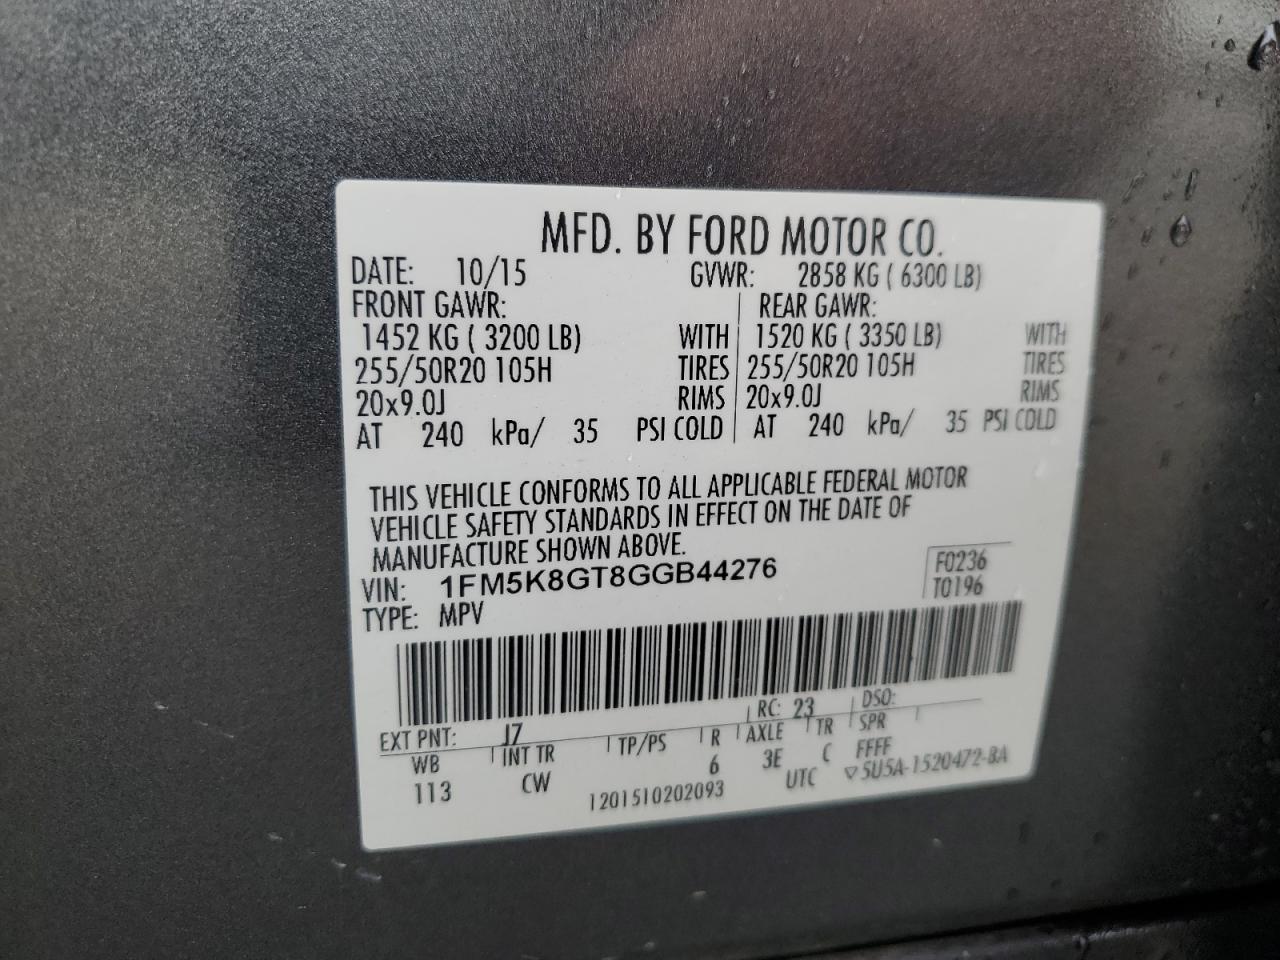 MFD. BY FORD MOTOR CO.
DATE: 10/15 GVWR: 2858 KG ( 6300 LB)
FRONT GAWR: REAR GAWR:
1452 KG ( 3200 LB) WITH 1520 KG ( 3350 LB) WITH
255/50R20 105H TIRES 255/50R20 105H TIRES
20x9.0J RIMS 20x9.0J RIMS
AT 240 kPa/ 35 PSI COLD AT 240 kPa/ 35 PSI COLD
THIS VEHICLE CONFORMS TO ALL APPLICABLE FEDERAL MOTOR
VEHICLE SAFETY STANDARDS IN EFFECT ON THE DATE OF
MANUFACTURE SHOWN ABOVE.
VIN: 1FM5K8GT8GGB44276 F0236
TYPE: MPV T0196
EXT PNT: J7 RC: 23 DSO:
WB INT TR TP/PS R AXLE TR SPR
113 CW 6 3E C FFFF
1201510202093 UTC ▽5U5A-1520472-BA